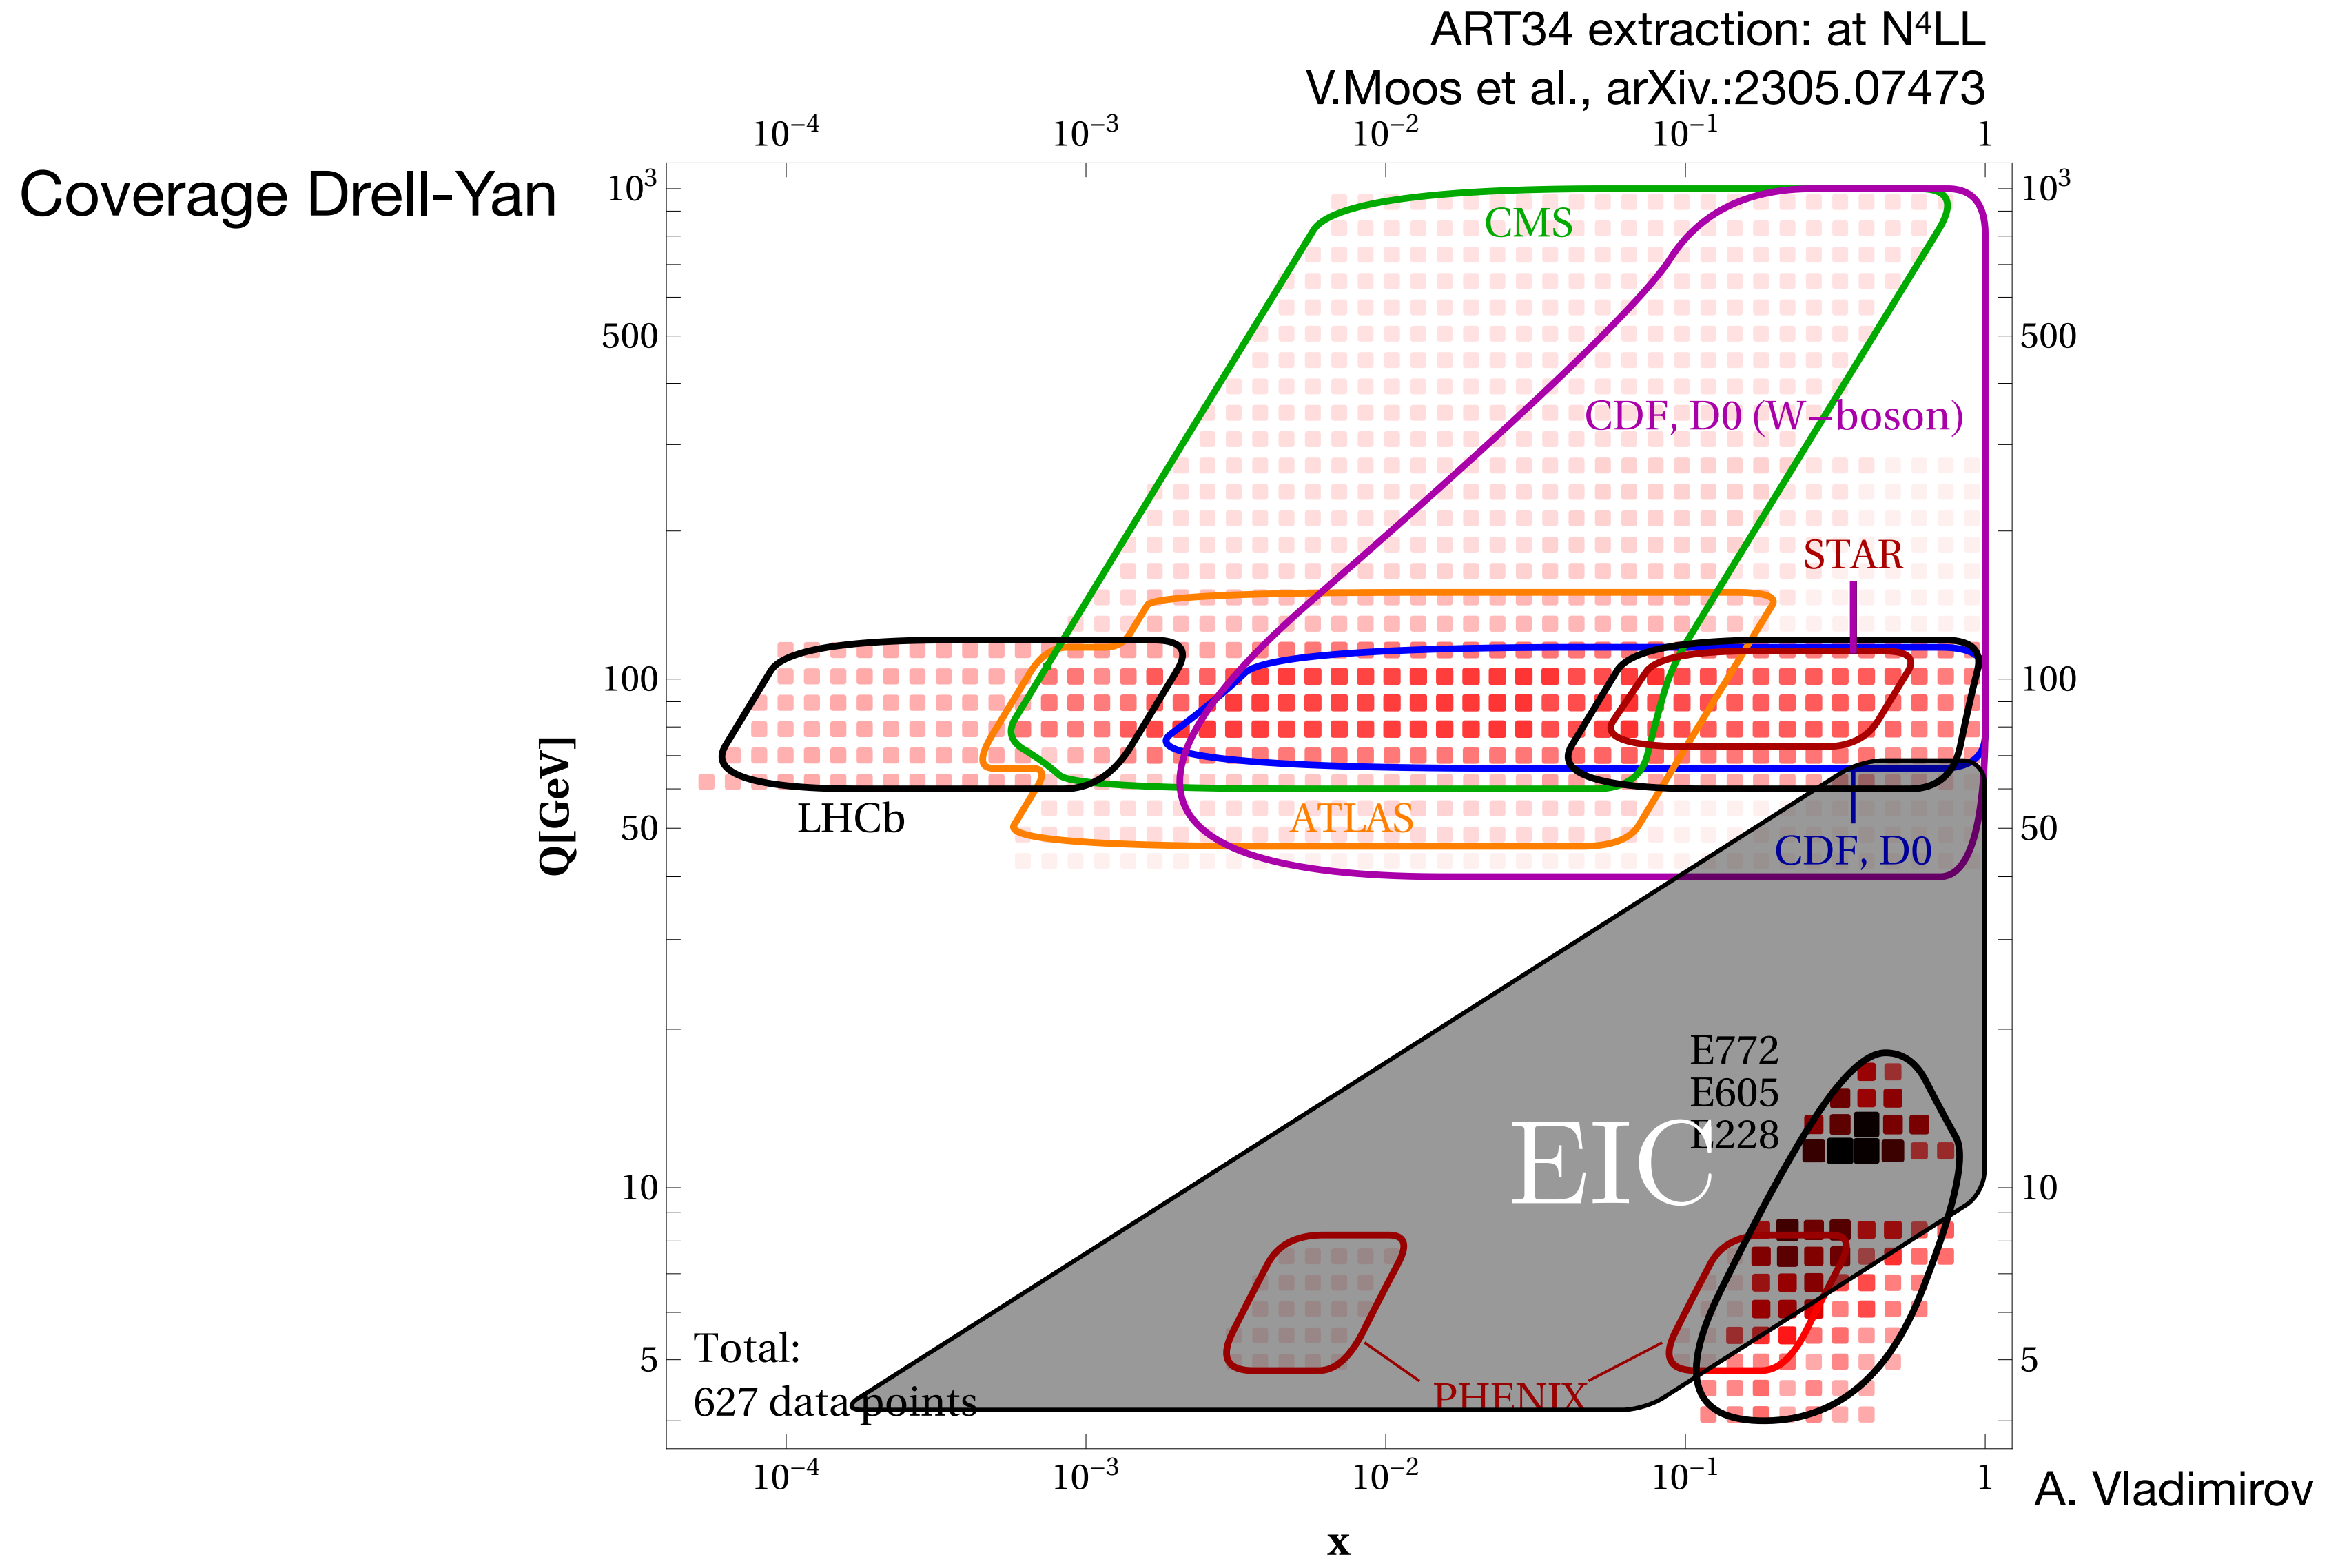 ART34 extraction: at N⁴LL
V.Moos et al., arXiv.:2305.07473
Coverage Drell-Yan
10⁻⁴ 10⁻³ 10⁻² 10⁻¹ 1
10³ 10³
CMS
500 500
CDF, D0 (W−boson)
STAR
100 100
Q[GeV]
LHCb
ATLAS
50 50
CDF, D0
E772
E605
E228
EIC
10 10
Total:
5 5
627 data points
PHENIX
10⁻⁴ 10⁻³ 10⁻² 10⁻¹ 1
A. Vladimirov
x